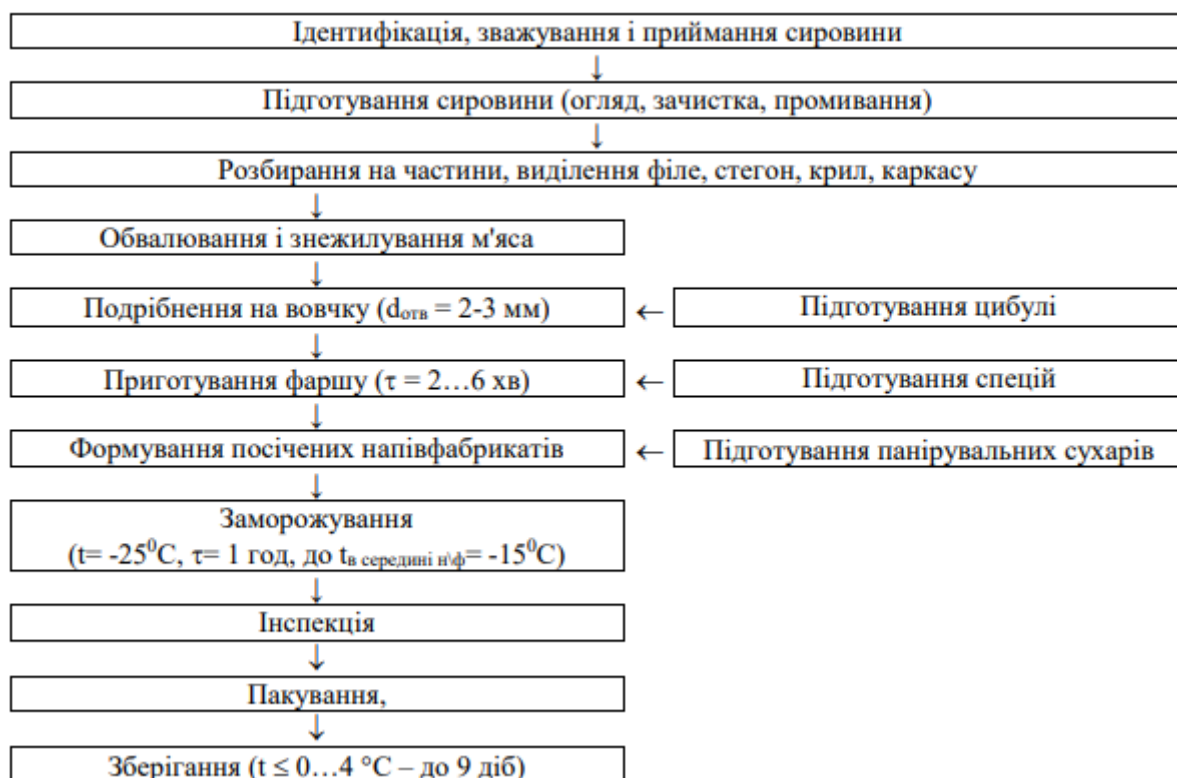 Ідентифікація, зважування і приймання сировини
↓
Підготування сировини (огляд, зачистка, промивання)
↓
Розбирання на частини, виділення філе, стегон, крил, каркасу
↓
Обвалювання і знежилування м'яса
↓
Подрібнення на вовчку (dотв = 2-3 мм) ← Підготування цибулі
↓
Приготування фаршу (τ = 2…6 хв) ← Підготування спецій
↓
Формування посічених напівфабрикатів ← Підготування панірувальних сухарів
↓
Заморожування
(t= -25⁰C, τ= 1 год, до tв середині н\ф= -15⁰C)
↓
Інспекція
↓
Пакування,
↓
Зберігання (t ≤ 0…4 °C – до 9 діб)